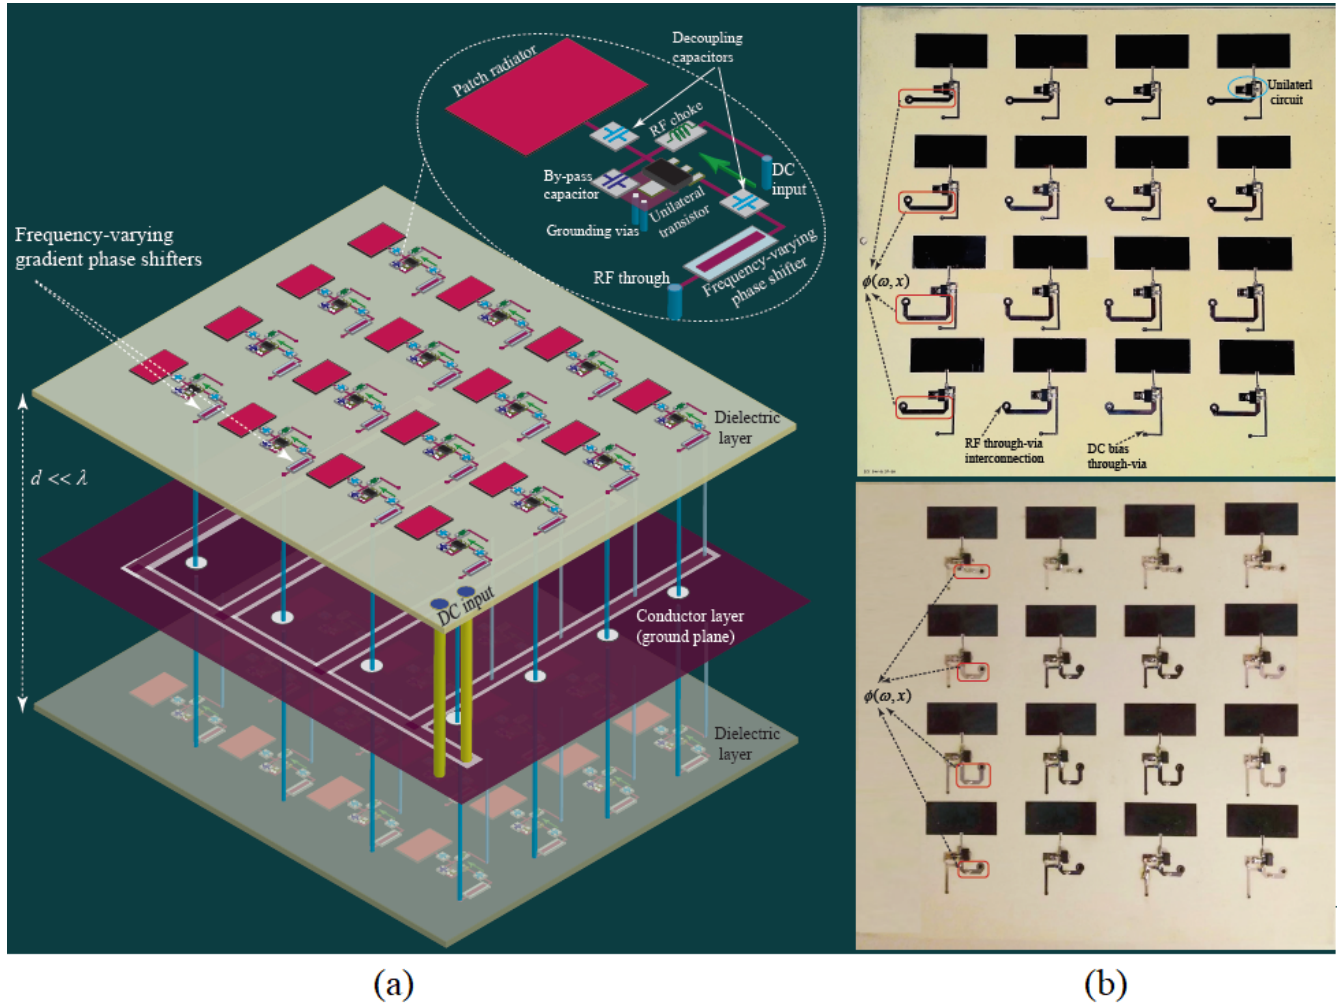 Decoupling
capacitors
Patch radiator
RF choke
By-pass
capacitor
DC
input
Unilateral
transistor
Grounding vias
RF through
Frequency-varying
phase shifter
Frequency-varying
gradient phase shifters
Dielectric
layer
d << λ
DC input
Conductor layer
(ground plane)
Dielectric
layer
(a)
Unilaterl
circuit
ϕ(ω, x)
RF through-via
interconnection
DC bias
through-via
ϕ(ω, x)
(b)